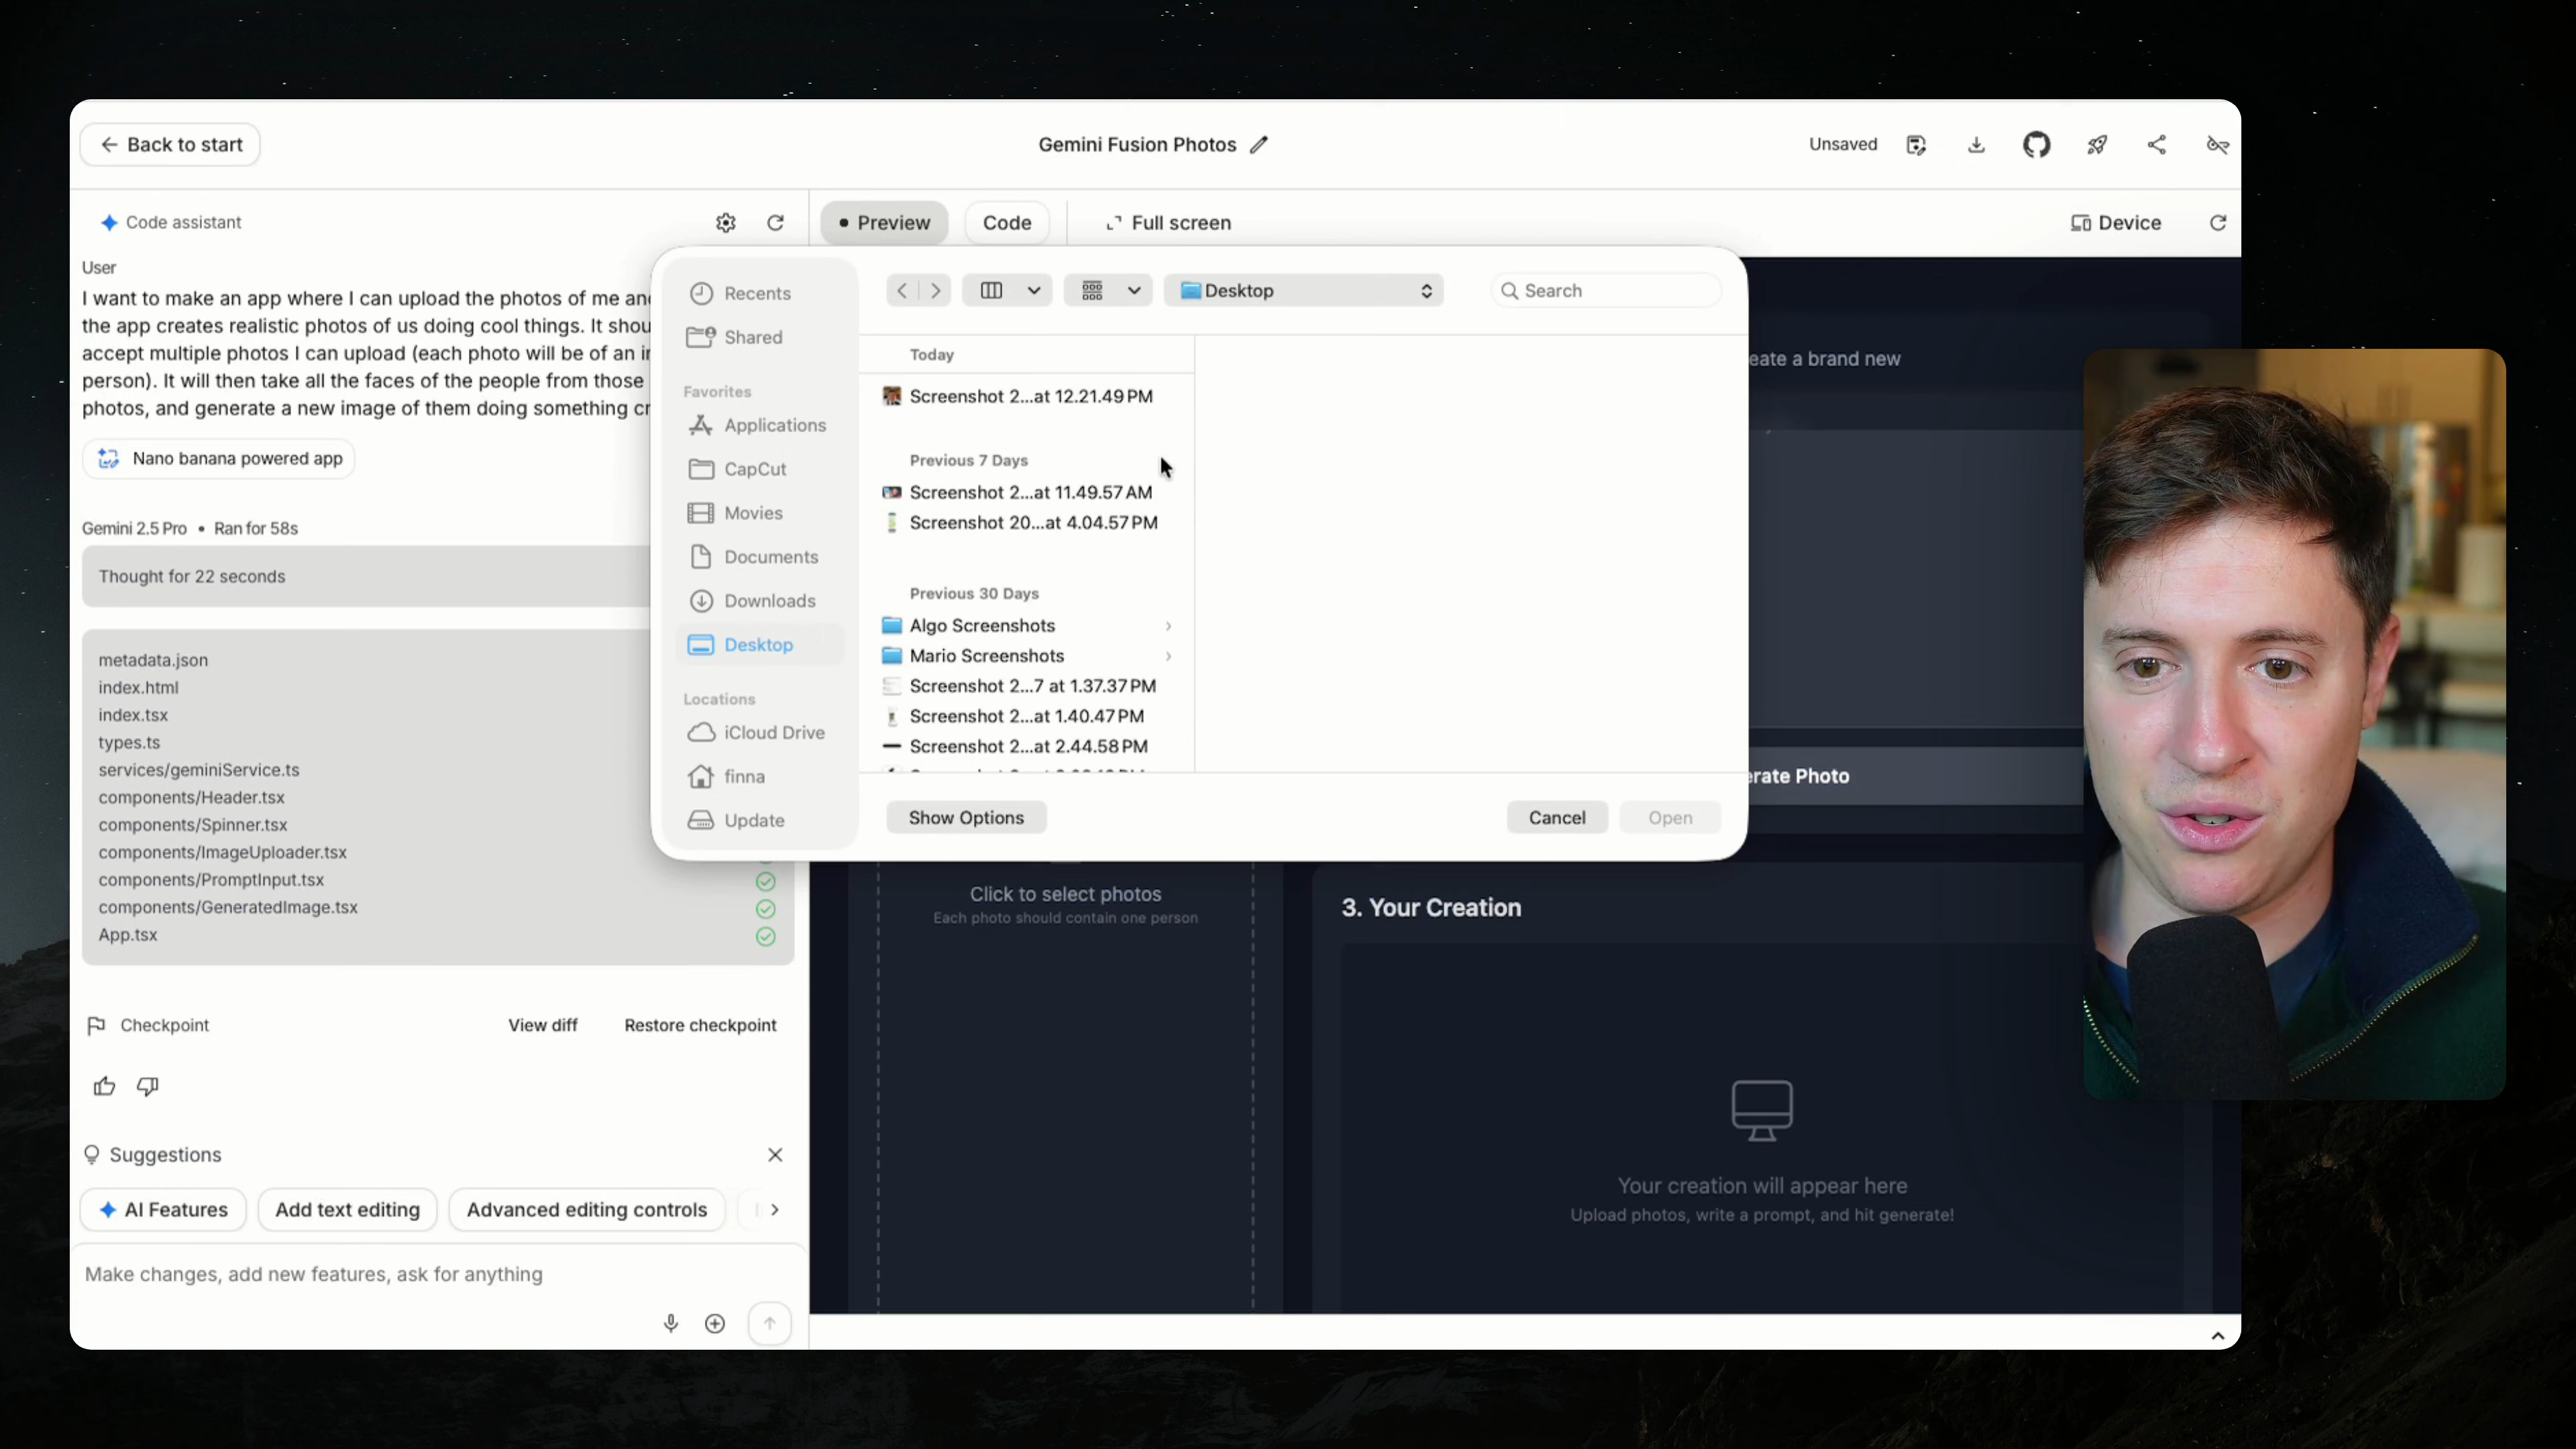 Back to start
Gemini Fusion Photos
Unsaved
Code assistant
Preview
Code
Full screen
Device
User
I want to make an app where I can upload the photos of me and
the app creates realistic photos of us doing cool things. It
accept multiple photos I can upload (each photo will be of an
person). It will then take all the faces of the people from those
photos, and generate a new image of them doing something
Nano banana powered app
Gemini 2.5 Pro • Ran for 58s
Thought for 22 seconds
metadata.json
index.html
index.tsx
types.ts
services/geminiService.ts
components/Header.tsx
components/Spinner.tsx
components/ImageUploader.tsx
components/PromptInput.tsx
components/GeneratedImage.tsx
App.tsx
Checkpoint
View diff
Restore checkpoint
Suggestions
AI Features
Add text editing
Advanced editing controls
Make changes, add new features, ask for anything
Recents
Shared
Favorites
Applications
CapCut
Movies
Documents
Downloads
Desktop
Locations
iCloud Drive
finna
Update
Desktop
Search
Today
Screenshot 2...at 12.21.49 PM
Previous 7 Days
Screenshot 2...at 11.49.57 AM
Screenshot 20...at 4.04.57 PM
Previous 30 Days
Algo Screenshots
Mario Screenshots
Screenshot 2...7 at 1.37.37 PM
Screenshot 2...at 1.40.47 PM
Screenshot 2...at 2.44.58 PM
Show Options
Cancel
Open
eate a brand new
erate Photo
Click to select photos
Each photo should contain one person
3. Your Creation
Your creation will appear here
Upload photos, write a prompt, and hit generate!